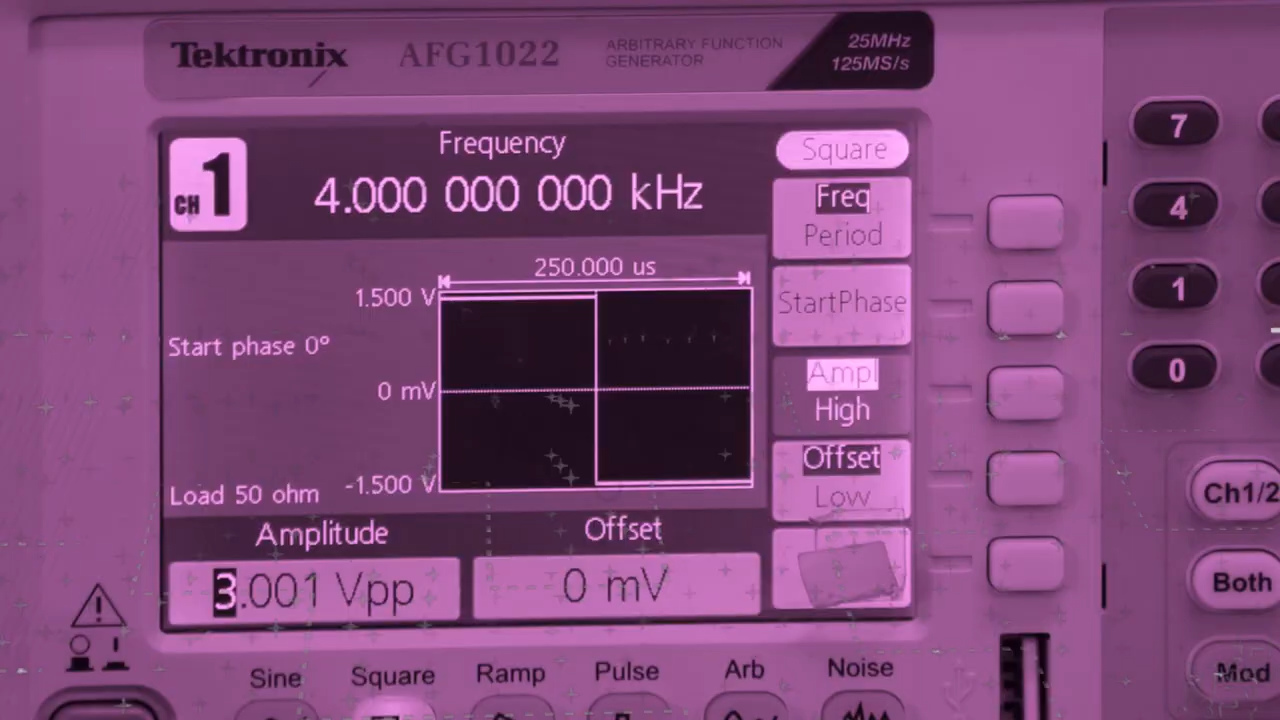 Tektronix AFG1022 ARBITRARY FUNCTION GENERATOR 25MHz 125MS/s
CH 1
Frequency
4.000 000 000 kHz
Square
Freq
Period
StartPhase
Ampl
High
Offset
Low
250.000 us
1.500 V
Start phase 0°
0 mV
Load 50 ohm
-1.500 V
Amplitude
Offset
3.001 Vpp
0 mV
Sine Square Ramp Pulse Arb Noise
7
4
1
0
Ch1/2
Both
Mod